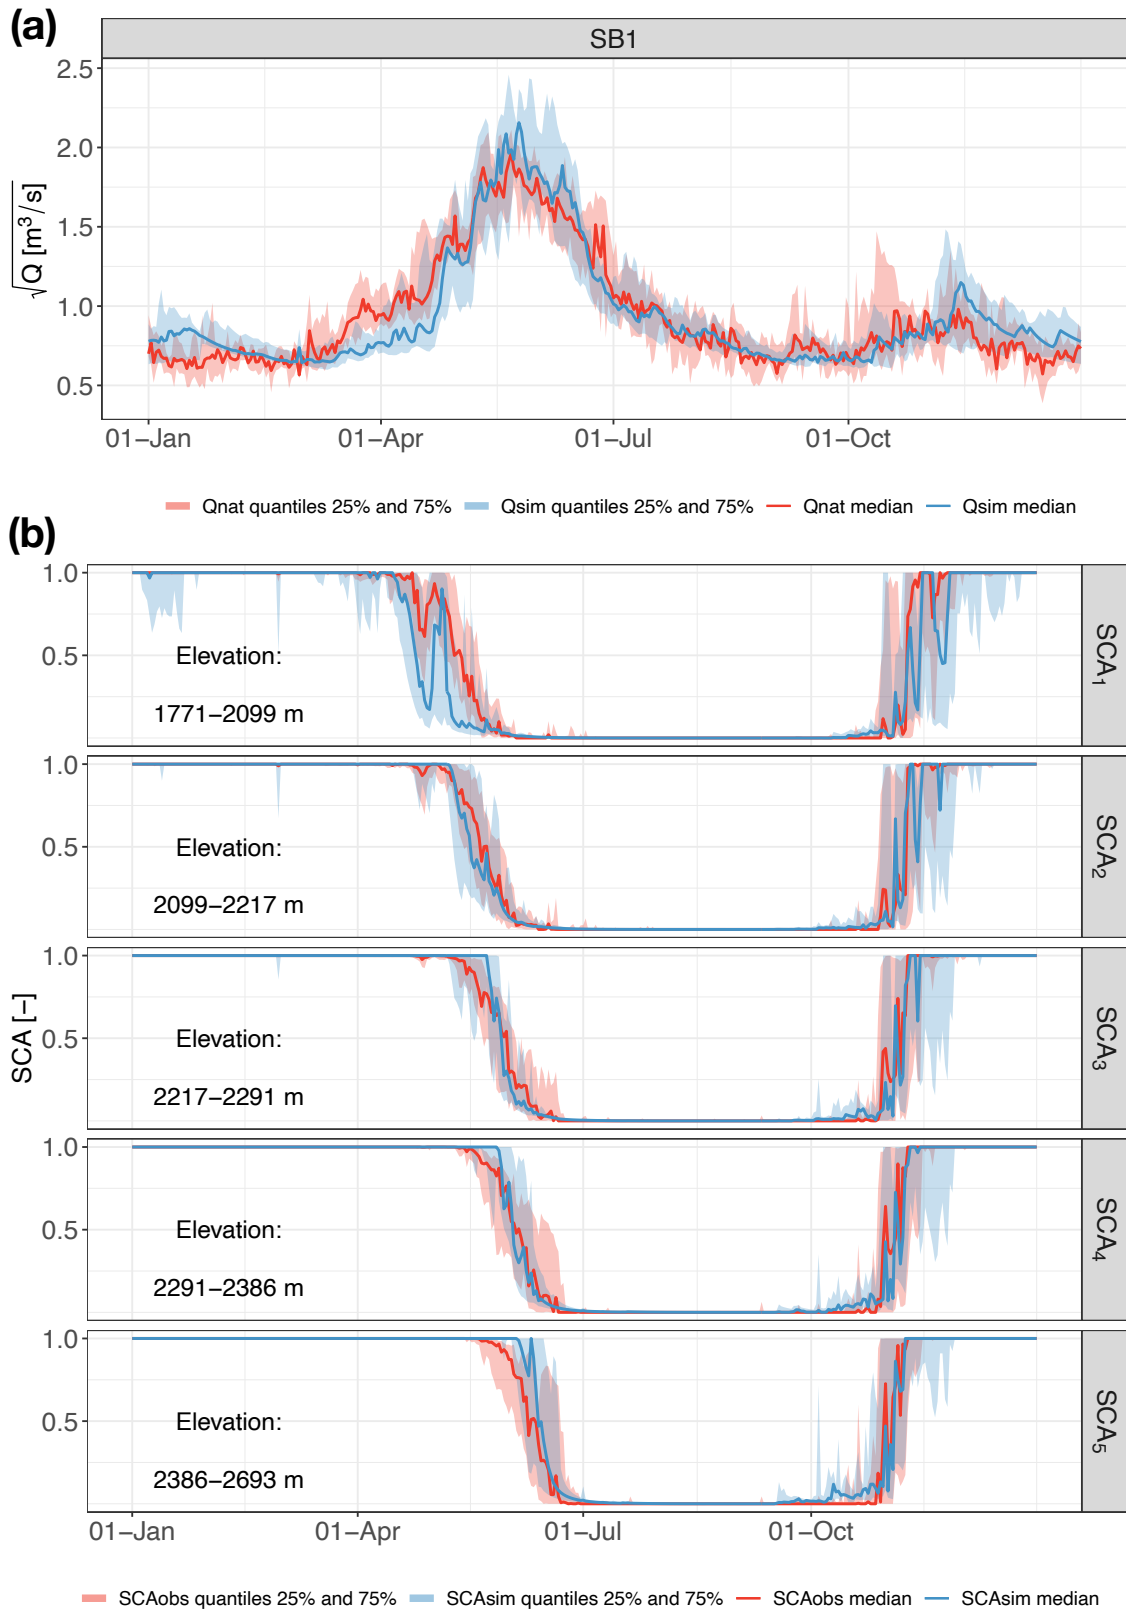 (a)
SB1
2.5
2.0
1.5
1.0
0.5
√Q [m³/s]
01−Jan 01−Apr 01−Jul 01−Oct
Qnat quantiles 25% and 75% Qsim quantiles 25% and 75% Qnat median Qsim median
(b)
1.0
0.5
Elevation:
1771−2099 m
SCA₁
1.0
0.5
Elevation:
2099−2217 m
SCA₂
1.0
0.5
Elevation:
2217−2291 m
SCA₃
SCA [−]
1.0
0.5
Elevation:
2291−2386 m
SCA₄
1.0
0.5
Elevation:
2386−2693 m
SCA₅
01−Jan 01−Apr 01−Jul 01−Oct
SCAobs quantiles 25% and 75% SCAsim quantiles 25% and 75% SCAobs median SCAsim median